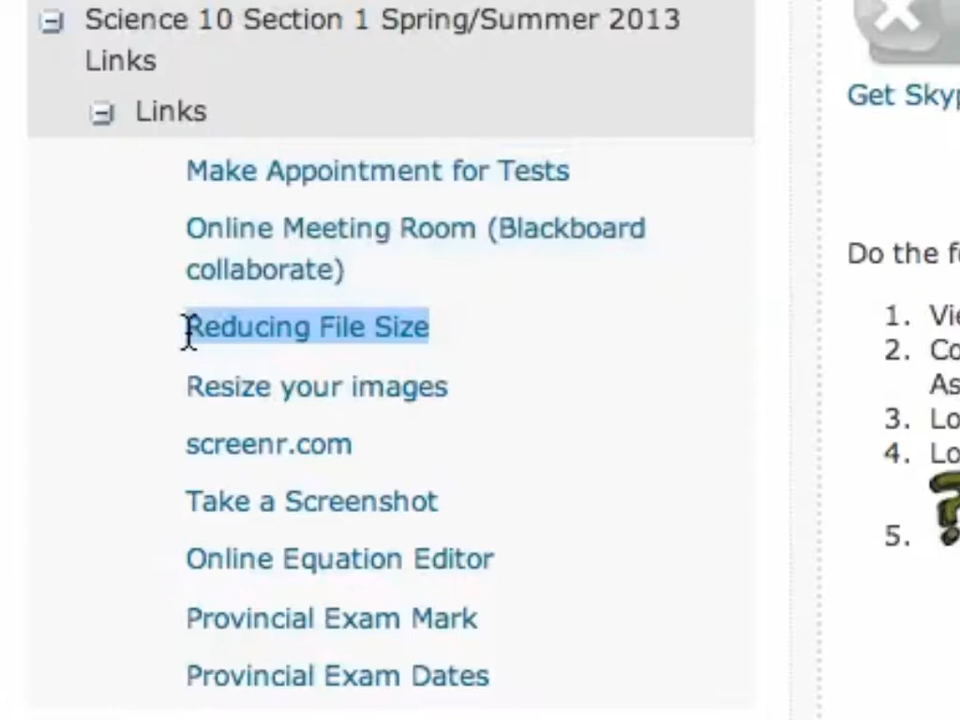 Science 10 Section 1 Spring/Summer 2013
Links
Links
Make Appointment for Tests
Online Meeting Room (Blackboard
collaborate)
Reducing File Size
Resize your images
screenr.com
Take a Screenshot
Online Equation Editor
Provincial Exam Mark
Provincial Exam Dates
Get
Do the
1.
2.
3.
4.
5.